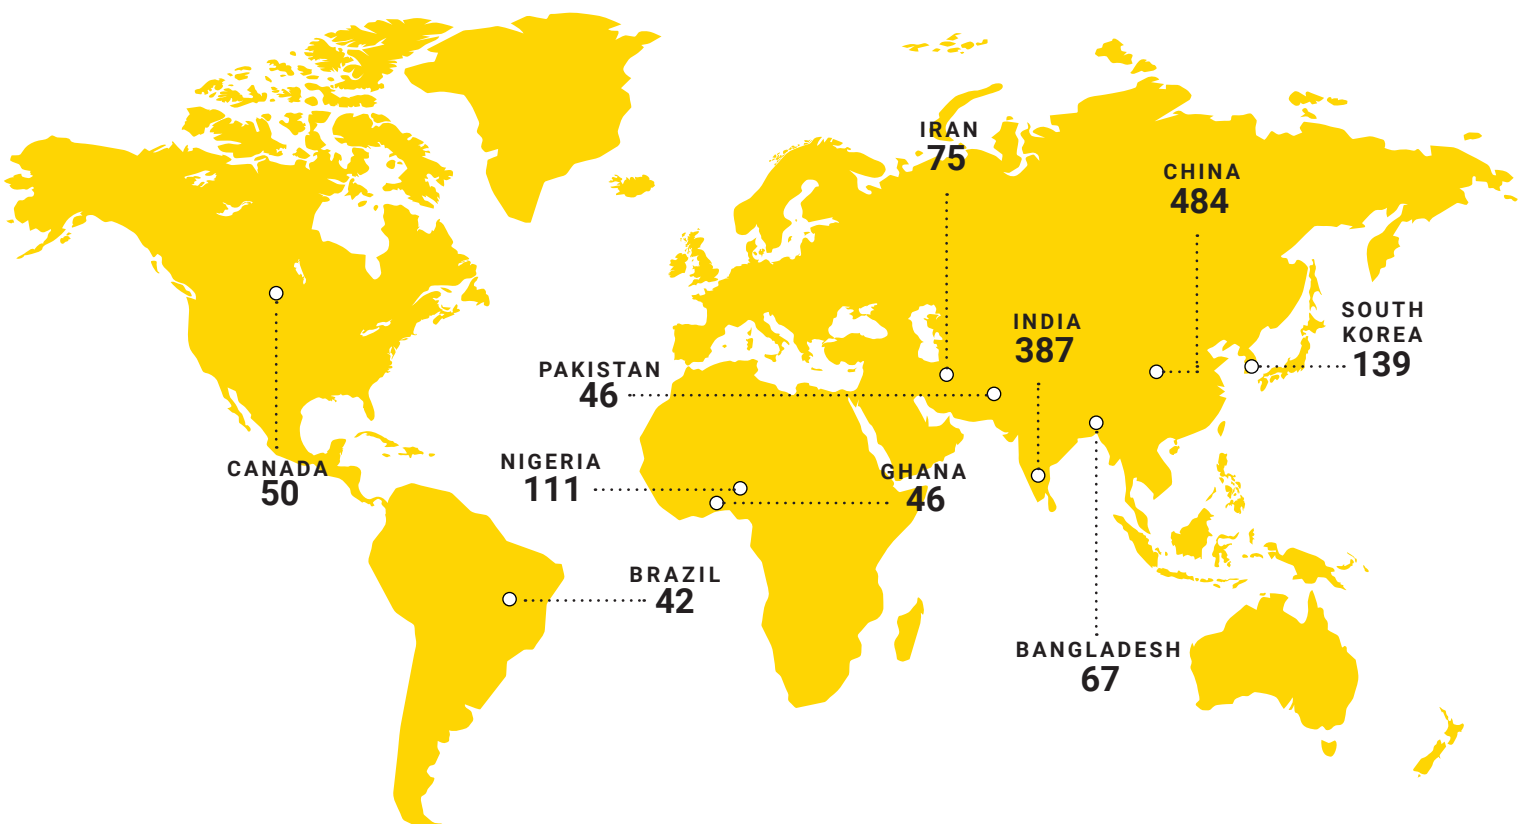 IRAN
75
CHINA
484
SOUTH
KOREA
139
INDIA
387
PAKISTAN
46
CANADA
50
NIGERIA
111
GHANA
46
BRAZIL
42
BANGLADESH
67